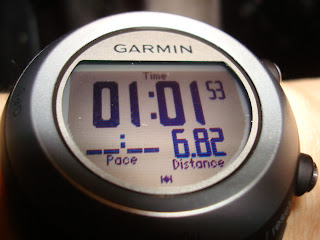 GARMIN
Time
01:01 53
--:-- 6.82
Pace Distance